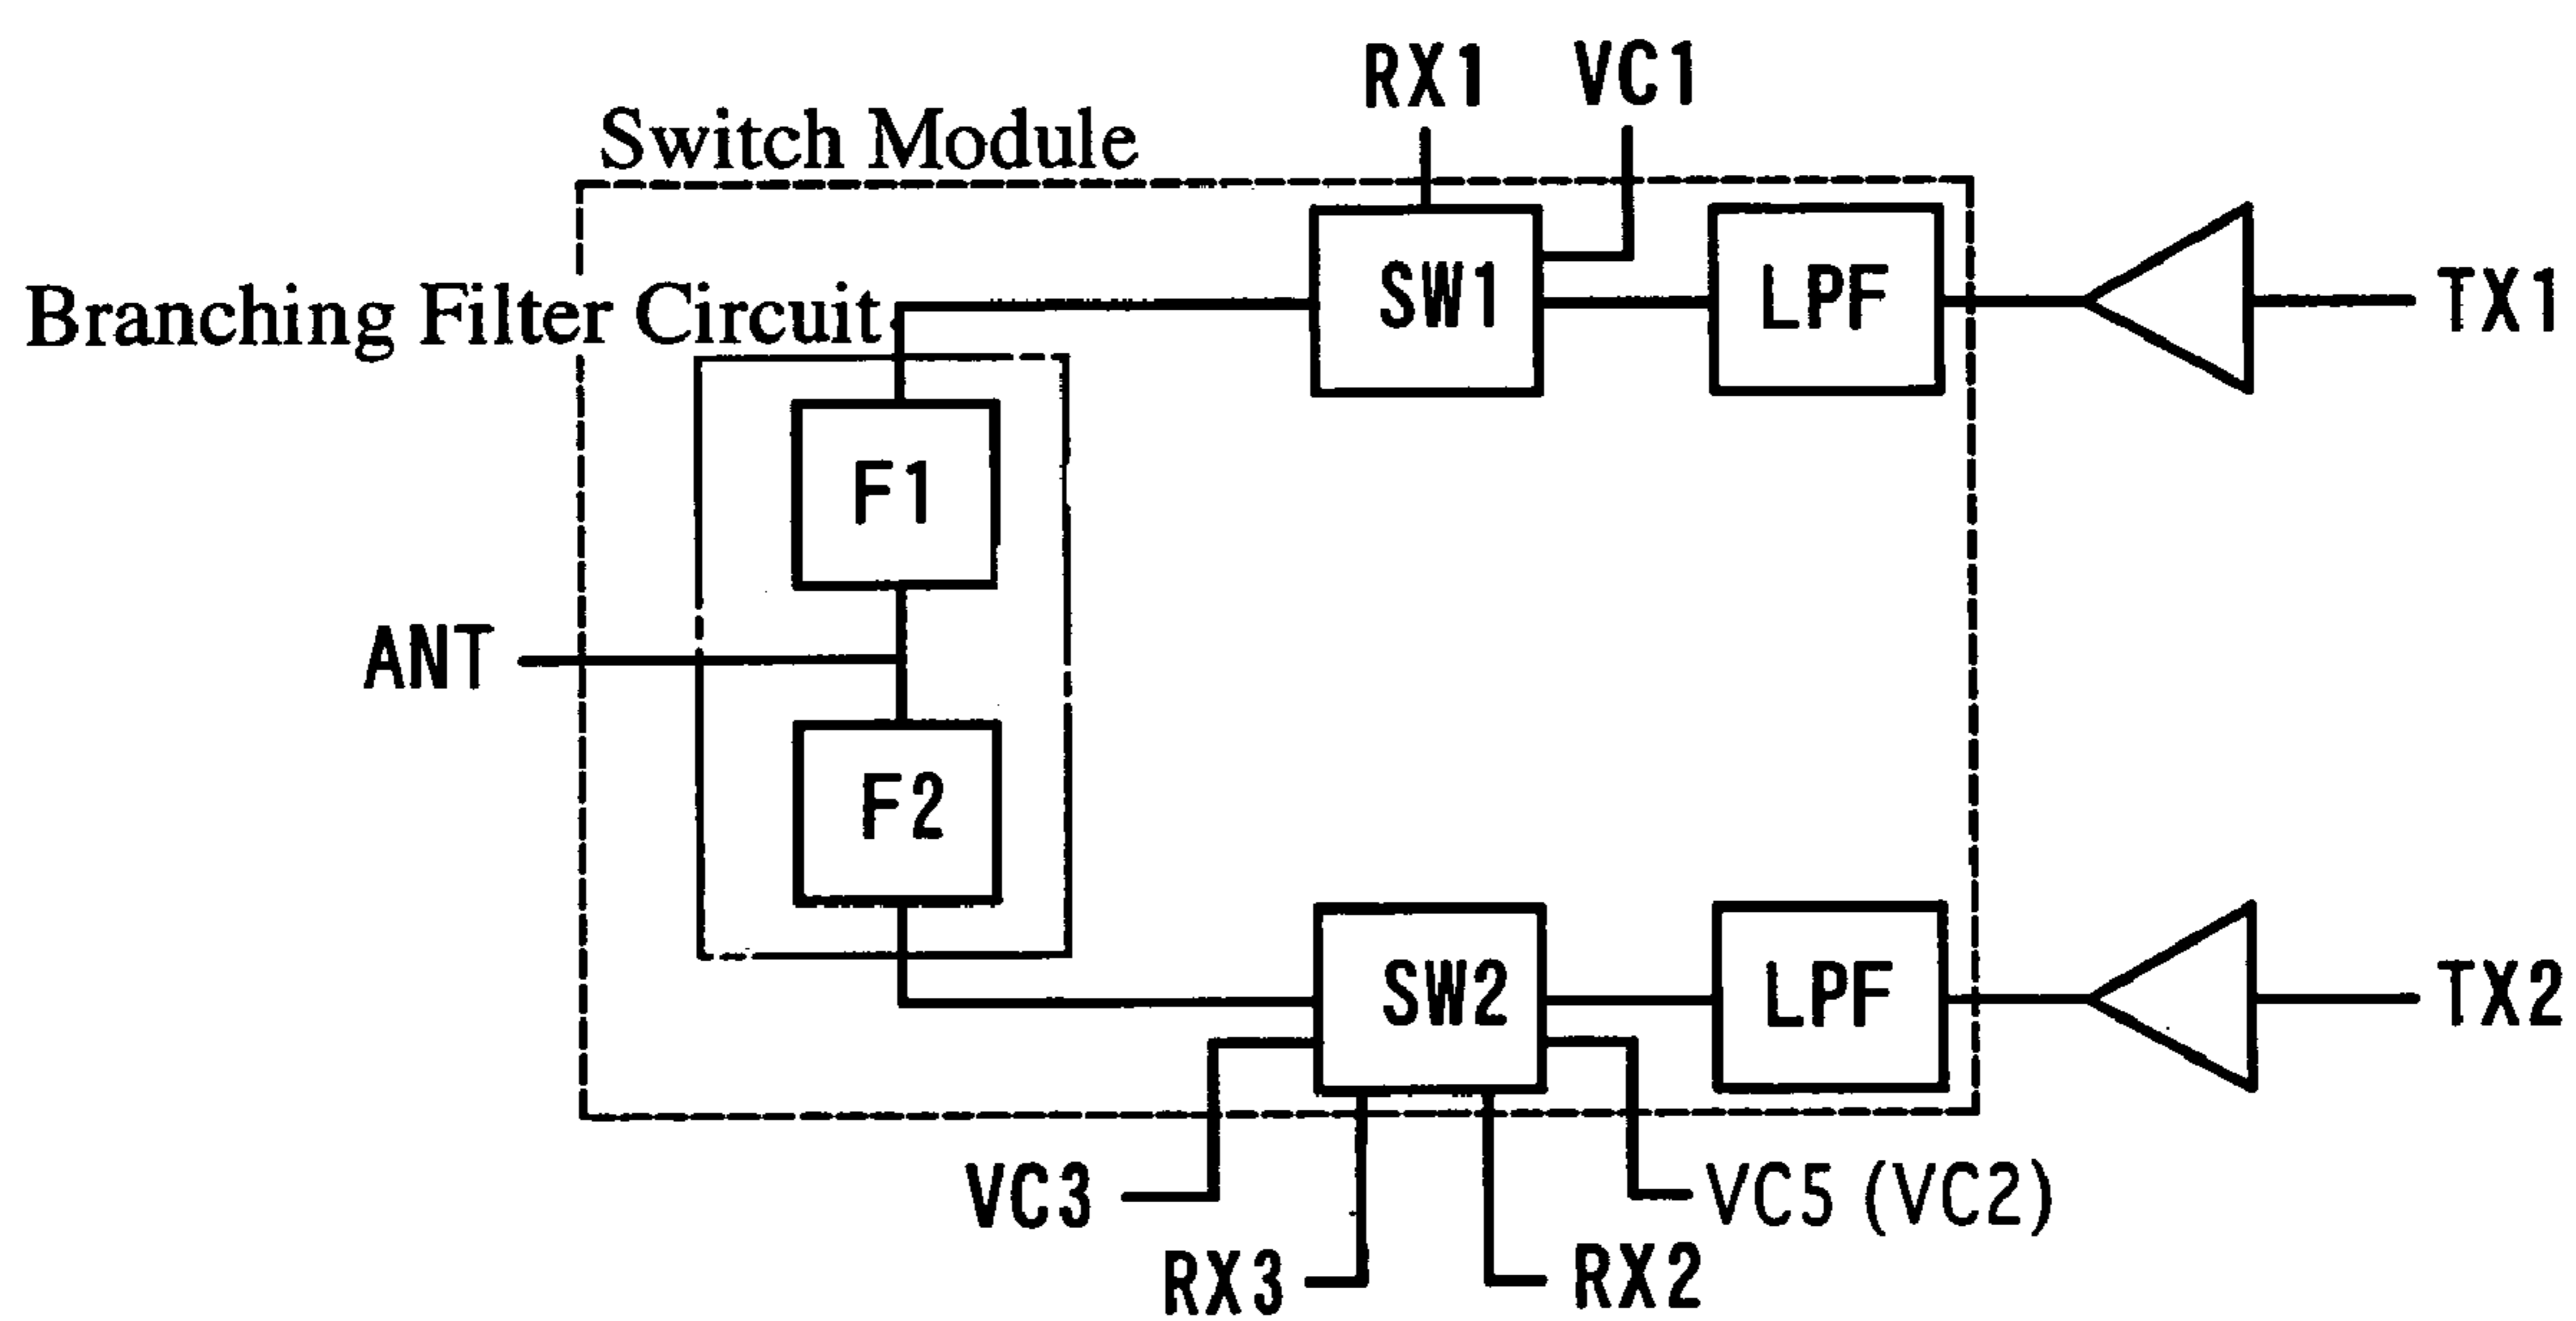 RX1 VC1
Switch Module
SW1 LPF TX1
Branching Filter Circuit
F1
ANT
F2
SW2 LPF TX2
VC3 VC5 (VC2)
RX3 RX2